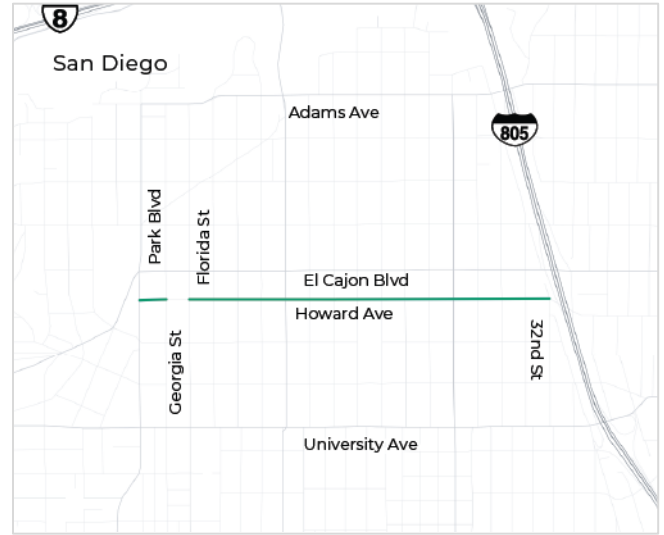 8
San Diego
Adams Ave
805
Park Blvd
Florida St
El Cajon Blvd
Howard Ave
Georgia St
32nd St
University Ave